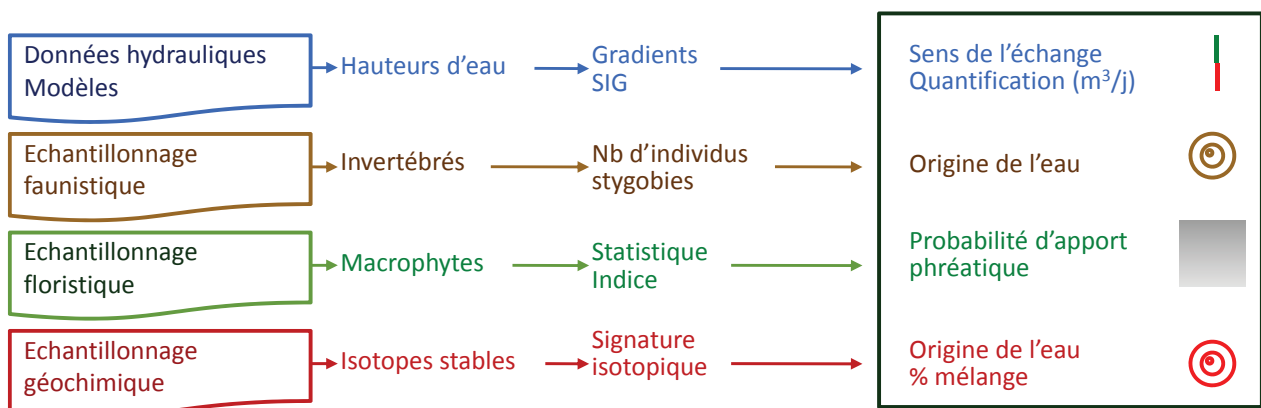 Données hydrauliques
Modèles
Hauteurs d'eau
Gradients
SIG
Sens de l'échange
Quantification (m³/j)
Echantillonnage
faunistique
Invertébrés
Nb d'individus
stygobies
Origine de l'eau
Echantillonnage
floristique
Macrophytes
Statistique
Indice
Probabilité d'apport
phréatique
Echantillonnage
géochimique
Isotopes stables
Signature
isotopique
Origine de l'eau
% mélange